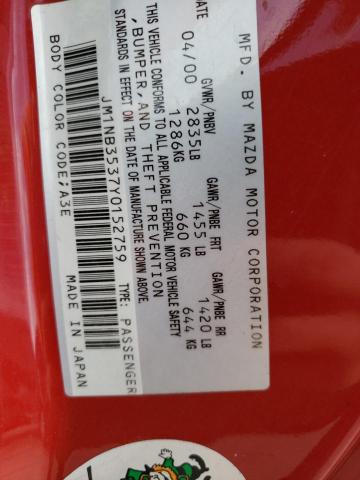 MFD. BY MAZDA MOTOR CORPORATION
DATE GVWR/PNBV GAWR/PNBE FRT GAWR/PNBE RR
04/00 2835LB 1455 LB 1420 LB
1286KG 660 KG 644 KG
THIS VEHICLE CONFORMS TO ALL APPLICABLE FEDERAL MOTOR VEHICLE SAFETY
, BUMPER, AND THEFT PREVENTION
STANDARDS IN EFFECT ON THE DATE OF MANUFACTURE SHOWN ABOVE.
JM1NB3537Y0152759 TYPE: PASSENGER
BODY COLOR CODE;A3E MADE IN JAPAN